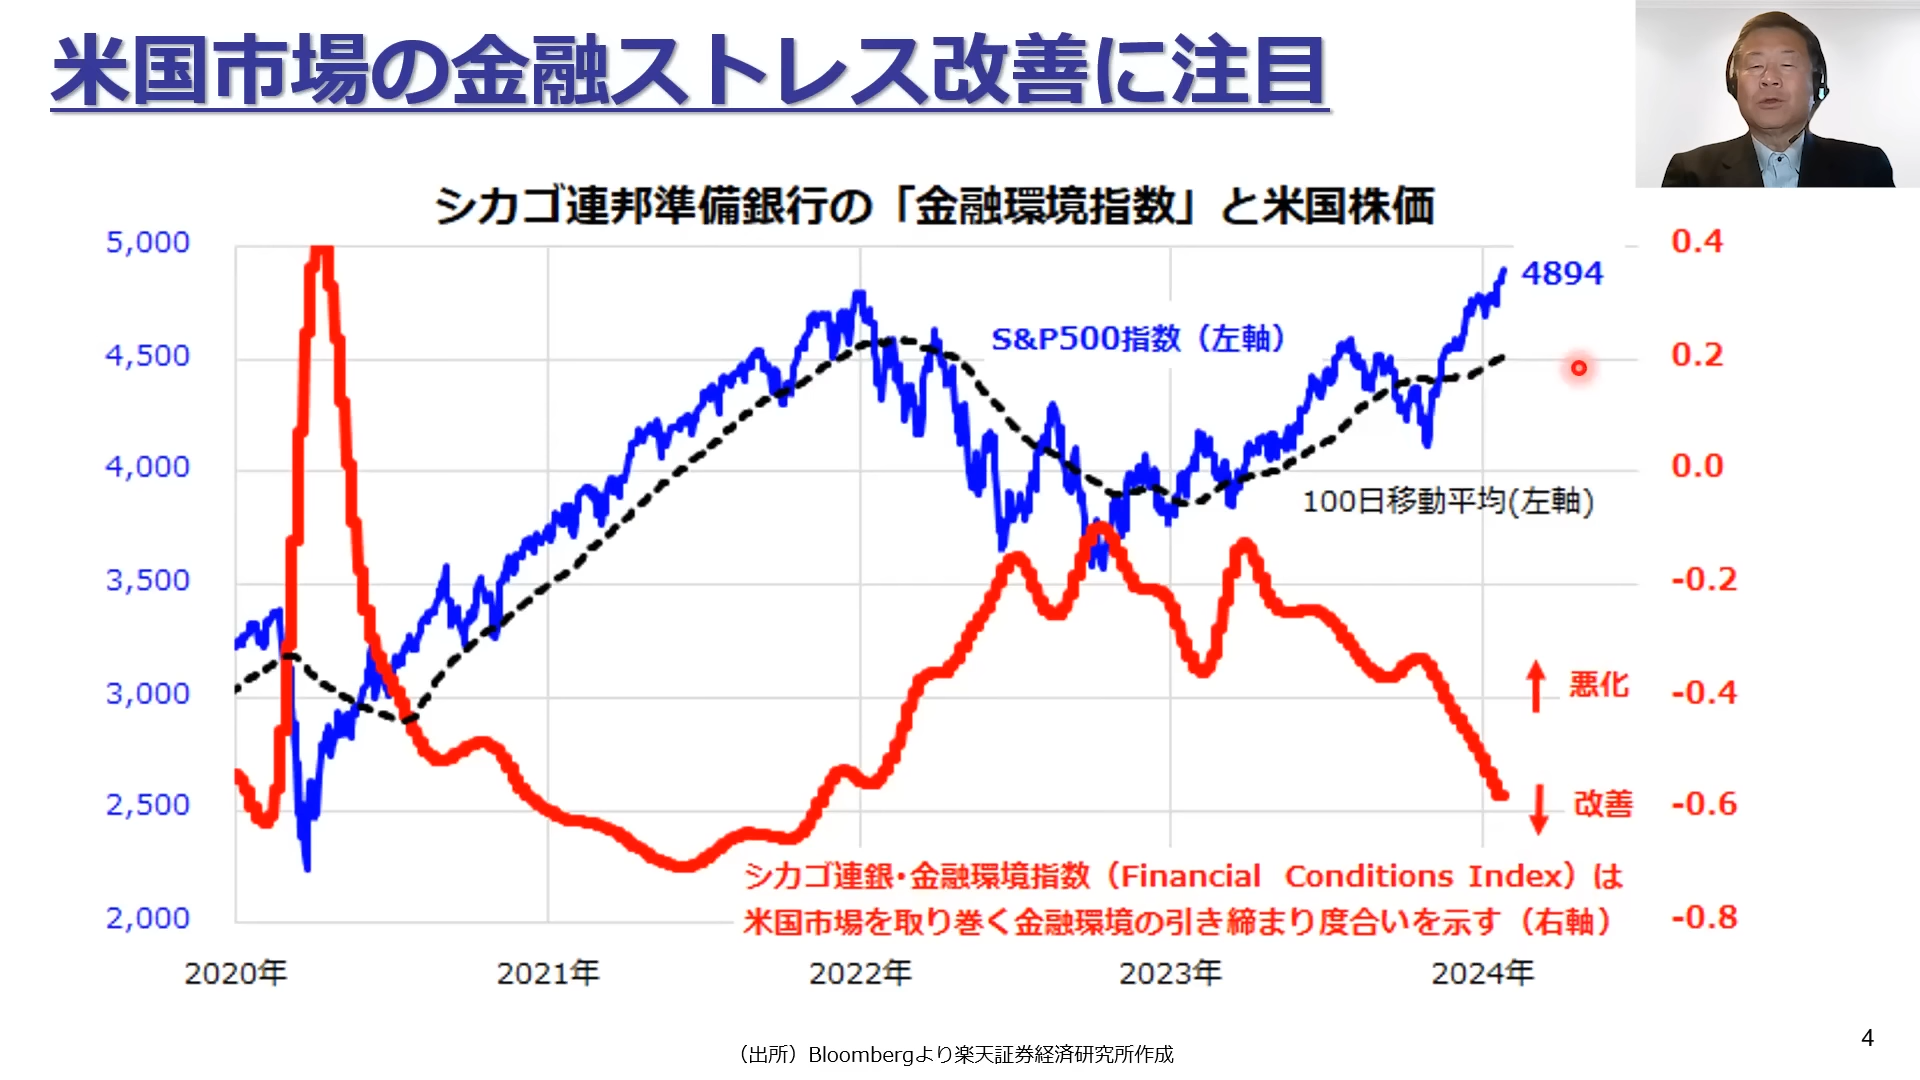 米国市場の金融ストレス改善に注目
シカゴ連邦準備銀行の「金融環境指数」と米国株価
5,000
4,500
4,000
3,500
3,000
2,500
2,000
0.4
0.2
0.0
-0.2
-0.4
-0.6
-0.8
4894
S&P500指数（左軸）
100日移動平均(左軸)
悪化
改善
シカゴ連銀・金融環境指数（Financial Conditions Index）は
米国市場を取り巻く金融環境の引き締まり度合いを示す（右軸）
2020年 2021年 2022年 2023年 2024年
（出所）Bloombergより楽天証券経済研究所作成
4